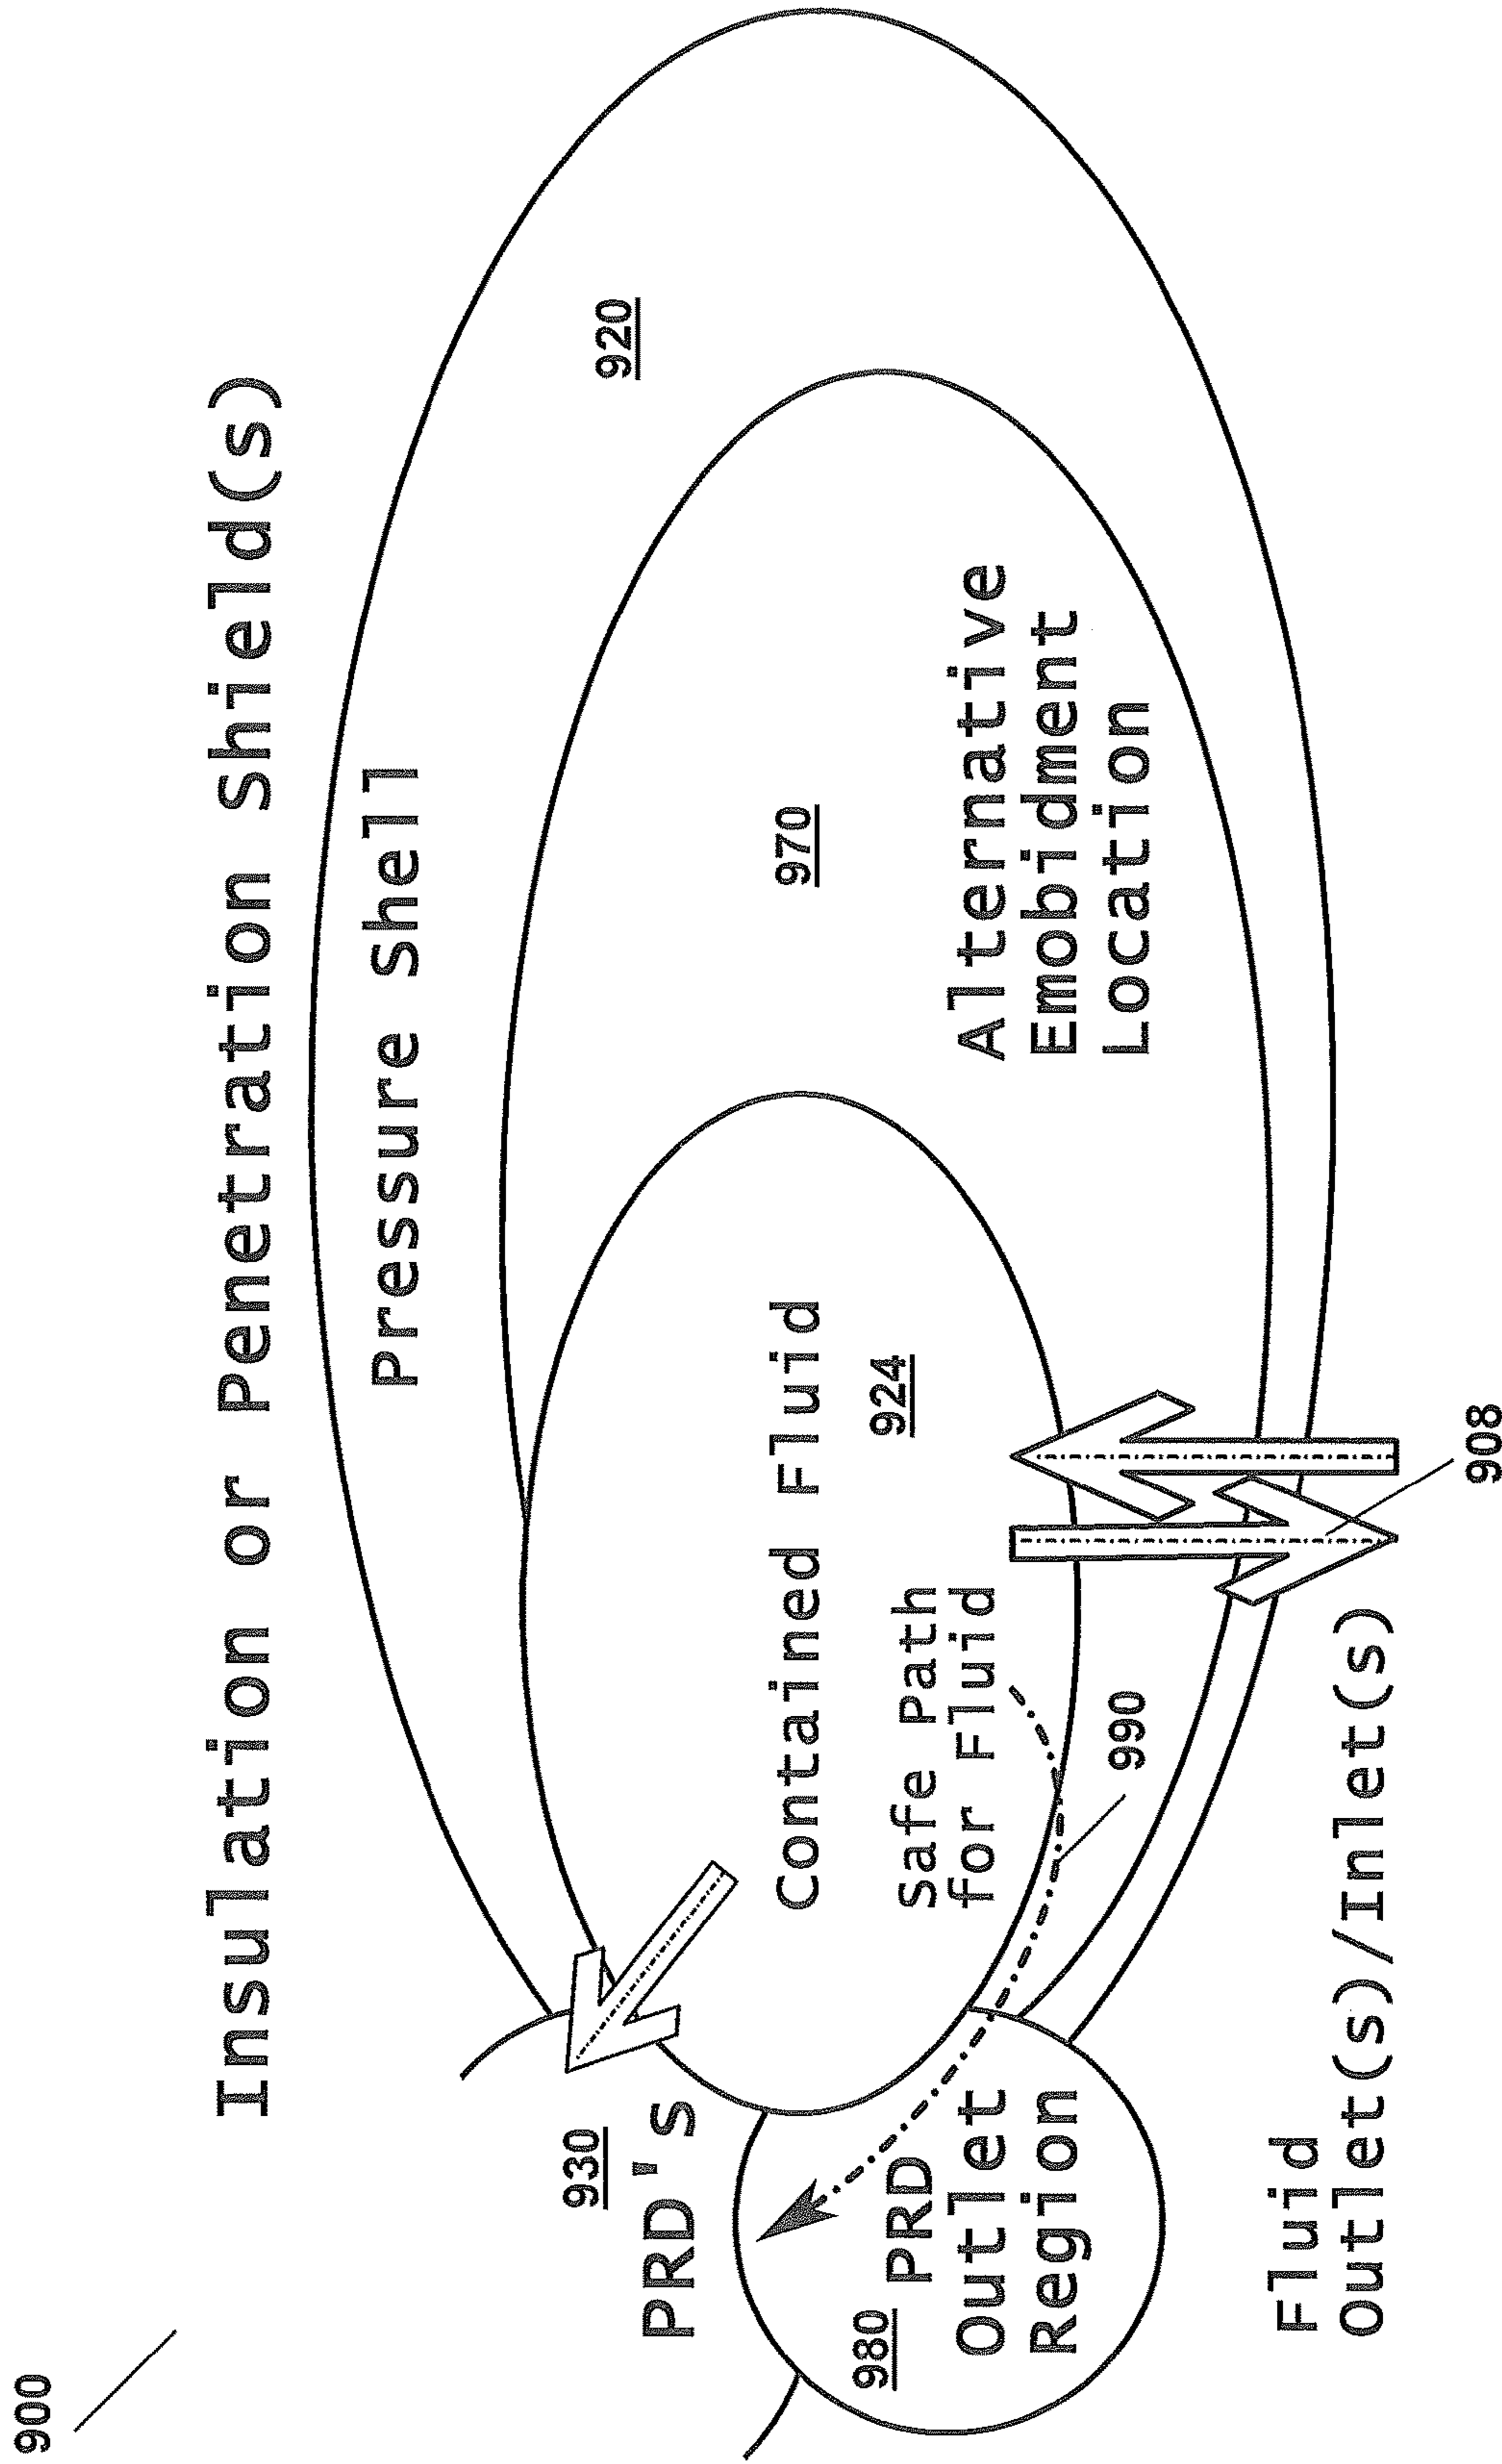 900
Insulation or Penetration Shield(s)
Pressure Shell
920
930
PRD's
970
Contained Fluid
924
Safe Path
for Fluid
Alternative
Emobidment
Location
980
PRD
Outlet
Region
990
Fluid
Outlet(s)/Inlet(s)
908